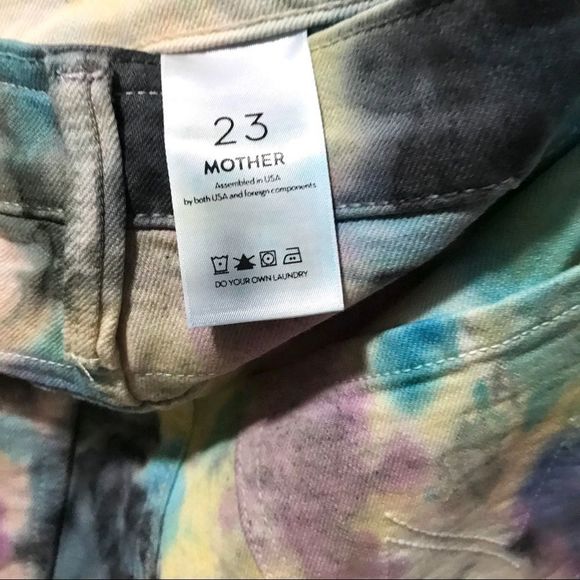 23
MOTHER
Assembled in USA
by both USA and foreign components
DO YOUR OWN LAUNDRY